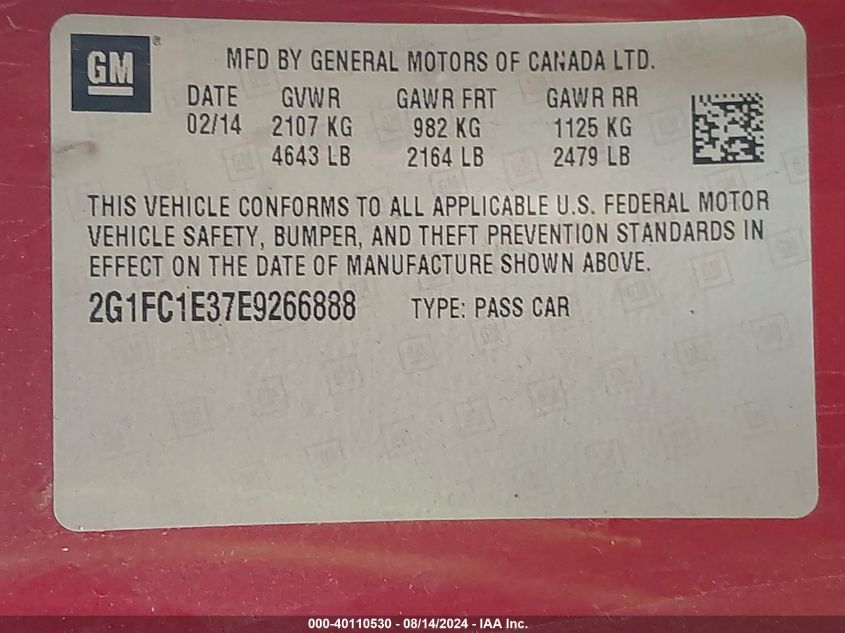 GM ®
MFD BY GENERAL MOTORS OF CANADA LTD.
DATE GVWR GAWR FRT GAWR RR
02/14 2107 KG 982 KG 1125 KG
4643 LB 2164 LB 2479 LB
THIS VEHICLE CONFORMS TO ALL APPLICABLE U.S. FEDERAL MOTOR
VEHICLE SAFETY, BUMPER, AND THEFT PREVENTION STANDARDS IN
EFFECT ON THE DATE OF MANUFACTURE SHOWN ABOVE.
2G1FC1E37E9266888 TYPE: PASS CAR
000-40110530 - 08/14/2024 - IAA Inc.